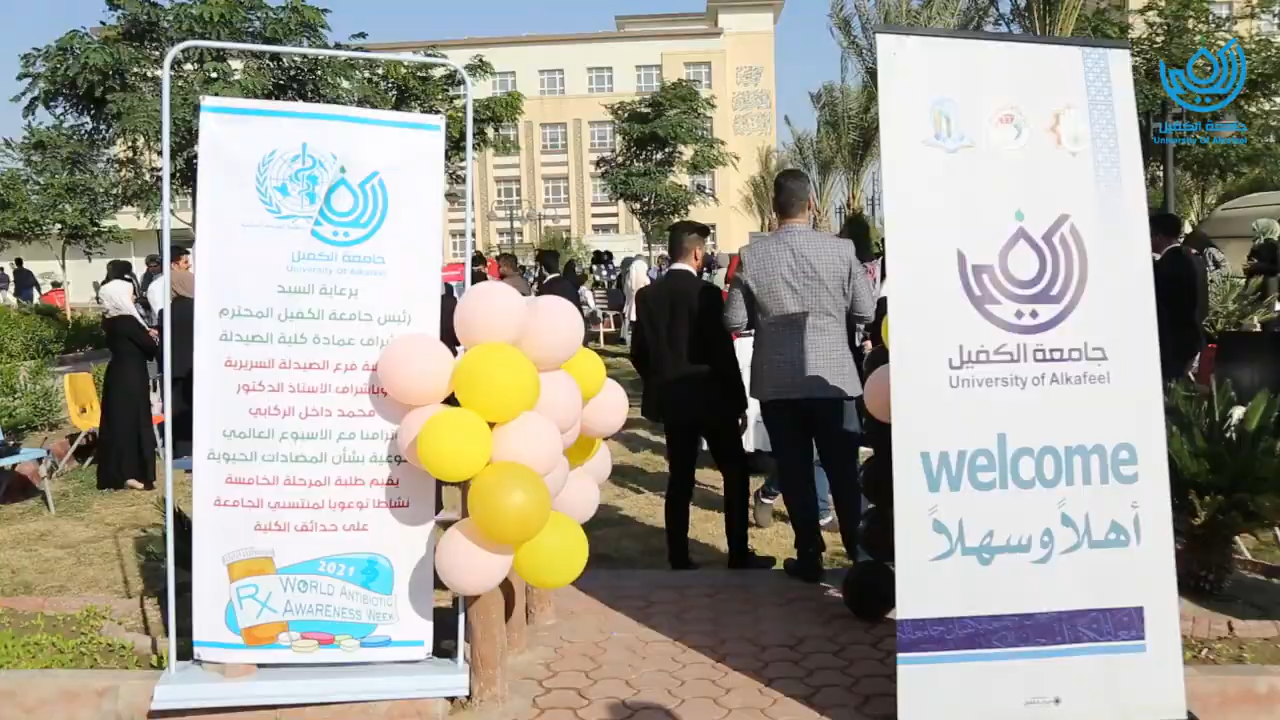 جامعة الكفيل
University of Alkafeel
برعاية السيد
رئيس جامعة الكفيل المحترم
عمادة كلية الصيدلة
فرع الصيدلة السريرية
وباشراف الاستاذ الدكتور
محمد داخل الركابي
مع الاسبوع العالمي
بشأن المضادات الحيوية
يقيم طلبة المرحلة الخامسة
نشاطا توعويا لمنتسبي الجامعة
على حدائق الكلية
2021
Rx
WORLD ANTIBIOTIC
AWARENESS WEEK
جامعة الكفيل
University of Alkafeel
welcome
أهلاً وسهلاً
جامعة الكفيل
University of Alkafeel